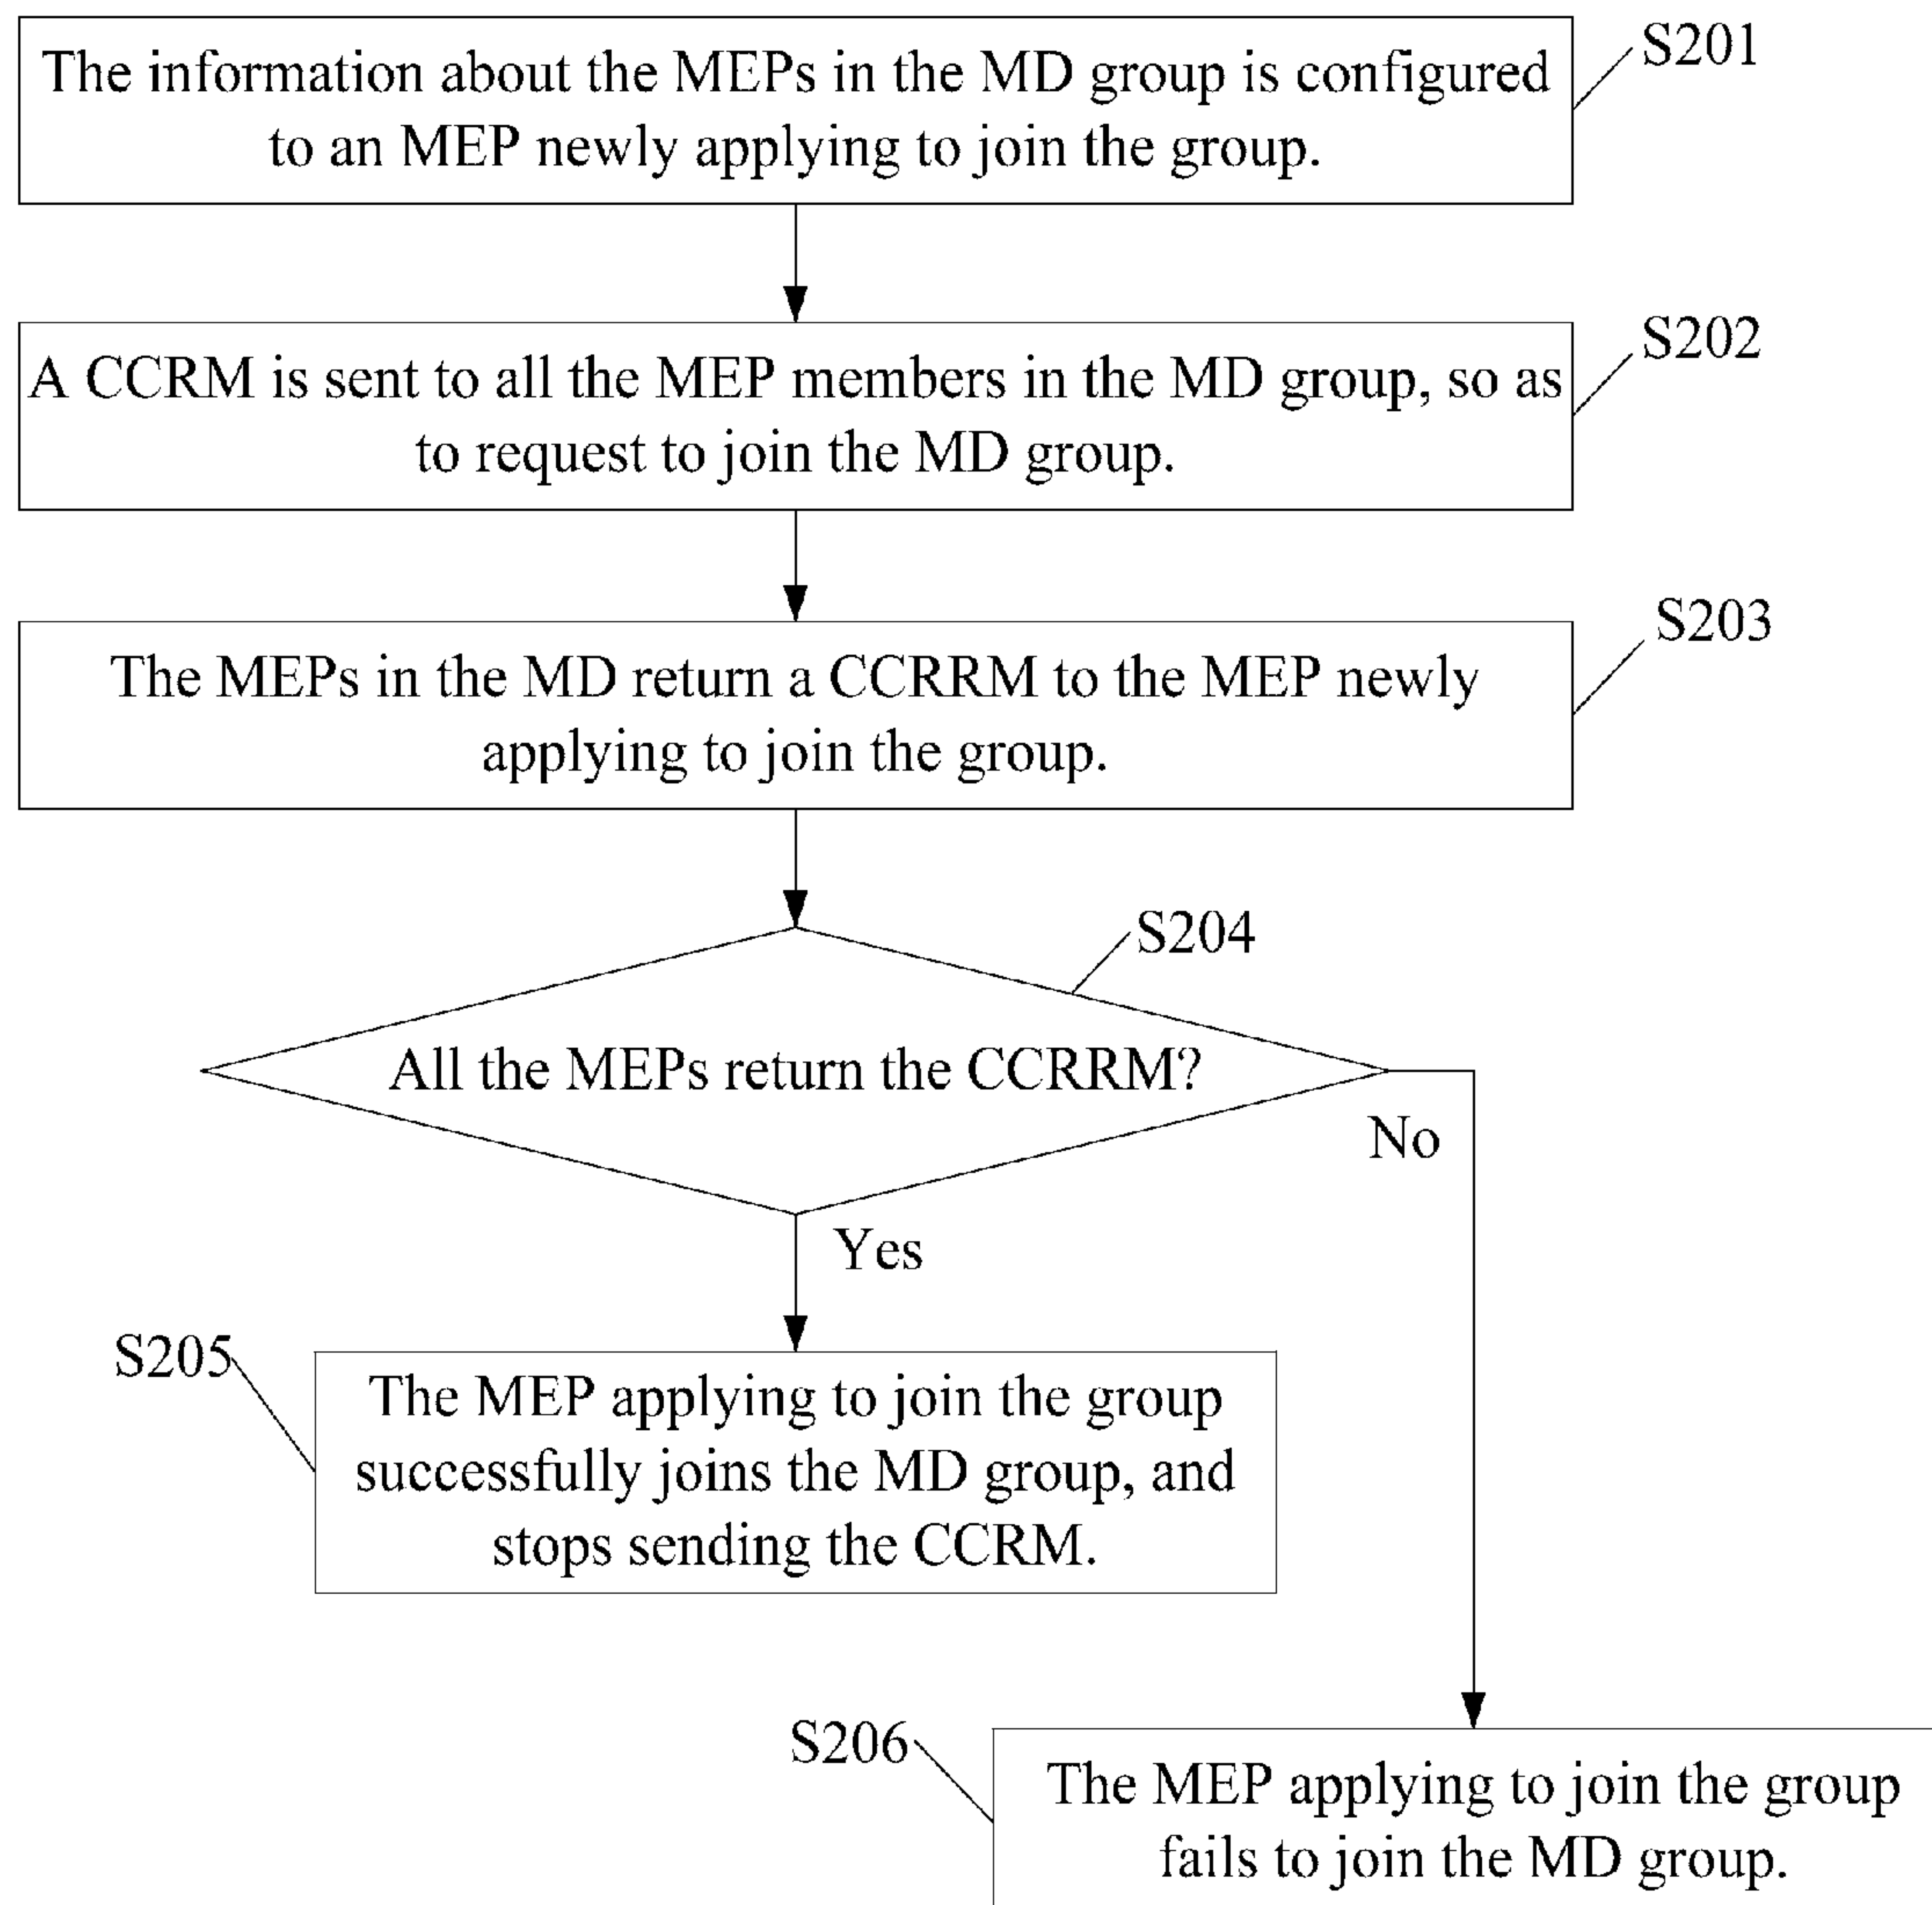 The information about the MEPs in the MD group is configured
to an MEP newly applying to join the group.
S201
A CCRM is sent to all the MEP members in the MD group, so as
to request to join the MD group.
S202
The MEPs in the MD return a CCRRM to the MEP newly
applying to join the group.
S203
S204
All the MEPs return the CCRRM?
No
Yes
S205
The MEP applying to join the group
successfully joins the MD group, and
stops sending the CCRM.
S206
The MEP applying to join the group
fails to join the MD group.